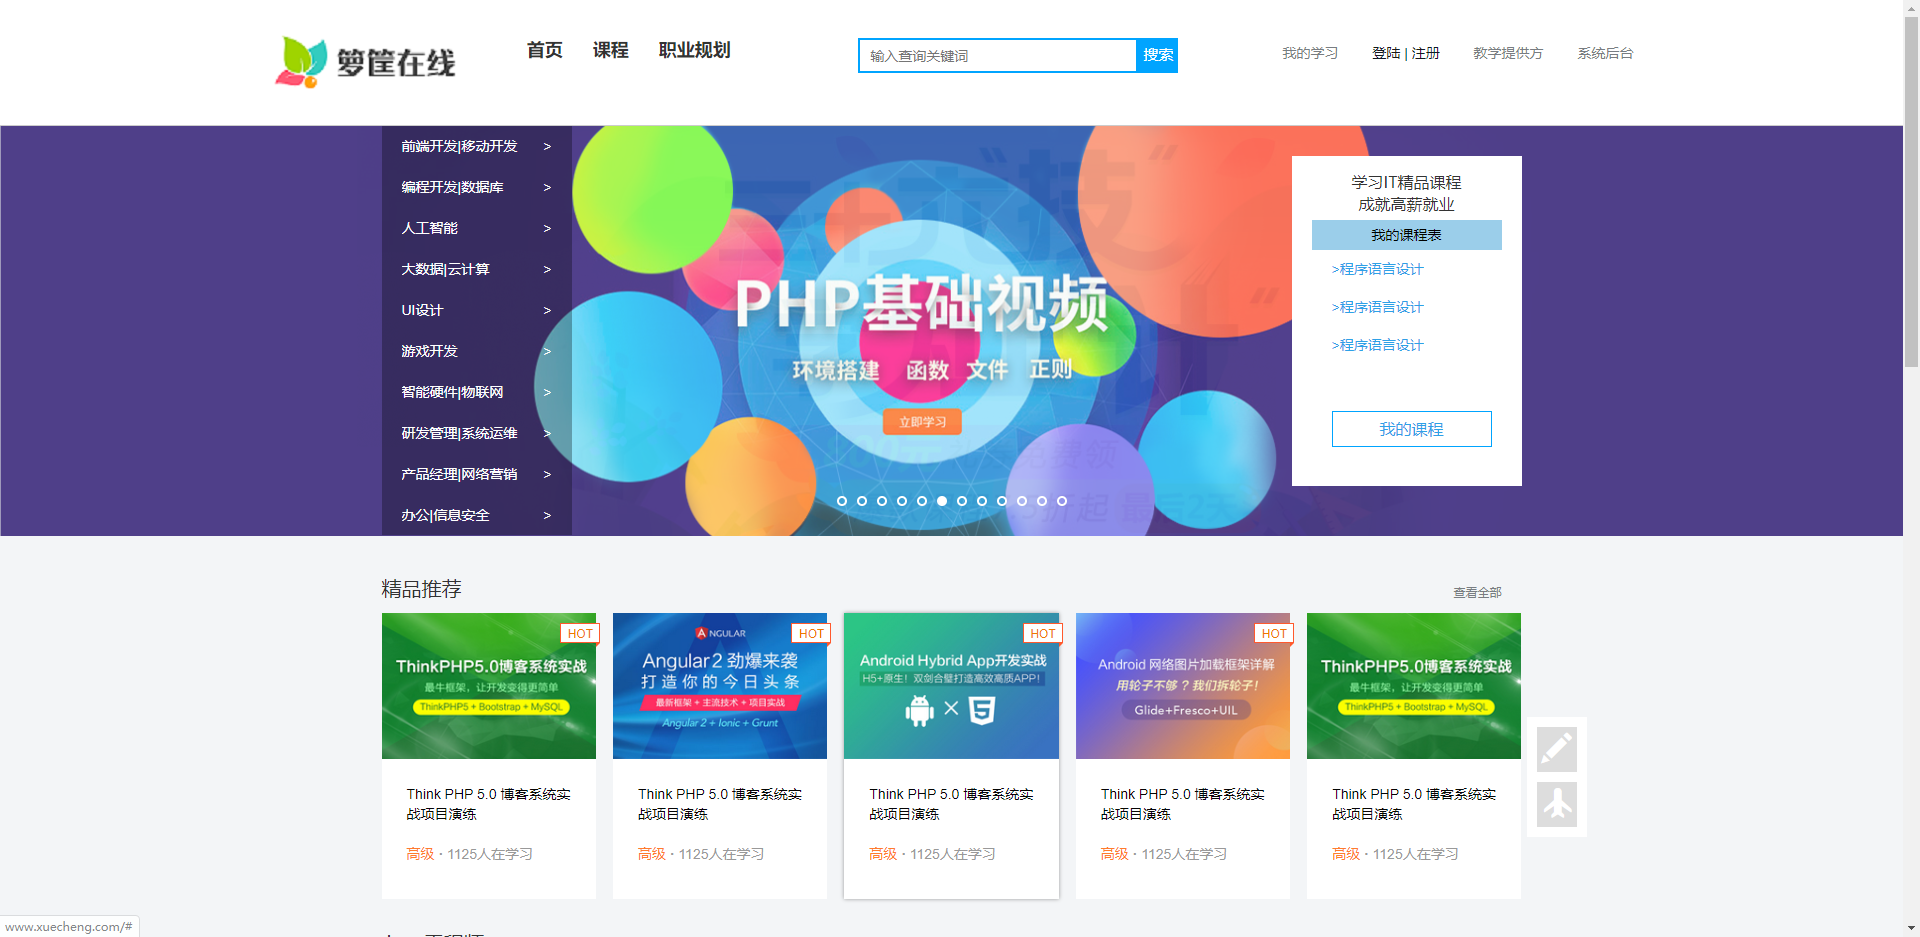 箩筐在线
首页 课程 职业规划
输入查询关键词 搜索
我的学习 登陆 | 注册 教学提供方 系统后台
前端开发|移动开发 >
编程开发|数据库 >
人工智能 >
大数据|云计算 >
UI设计 >
游戏开发 >
智能硬件|物联网 >
研发管理|系统运维 >
产品经理|网络营销 >
办公|信息安全 >
PHP基础视频
环境搭建 函数 文件 正则
立即学习
学习IT精品课程
成就高薪就业
我的课程表
>程序语言设计
>程序语言设计
>程序语言设计
我的课程
精品推荐 查看全部
HOT
ThinkPHP5.0博客系统实战
最牛框架，让开发变得更简单
ThinkPHP5 + Bootstrap + MySQL
Think PHP 5.0 博客系统实
战项目演练
高级 · 1125人在学习
HOT
ANGULAR
Angular2 劲爆来袭
打造你的今日头条
最新框架 + 主流技术 + 项目实战
Angular 2 + Ionic + Grunt
Think PHP 5.0 博客系统实
战项目演练
高级 · 1125人在学习
HOT
Android Hybrid App开发实战
H5+原生！双剑合璧打造高效高质APP！
Think PHP 5.0 博客系统实
战项目演练
高级 · 1125人在学习
HOT
Android 网络图片加载框架详解
用轮子不够？我们拆轮子！
Glide+Fresco+UIL
Think PHP 5.0 博客系统实
战项目演练
高级 · 1125人在学习
ThinkPHP5.0博客系统实战
最牛框架，让开发变得更简单
ThinkPHP5 + Bootstrap + MySQL
Think PHP 5.0 博客系统实
战项目演练
高级 · 1125人在学习
www.xuecheng.com/#